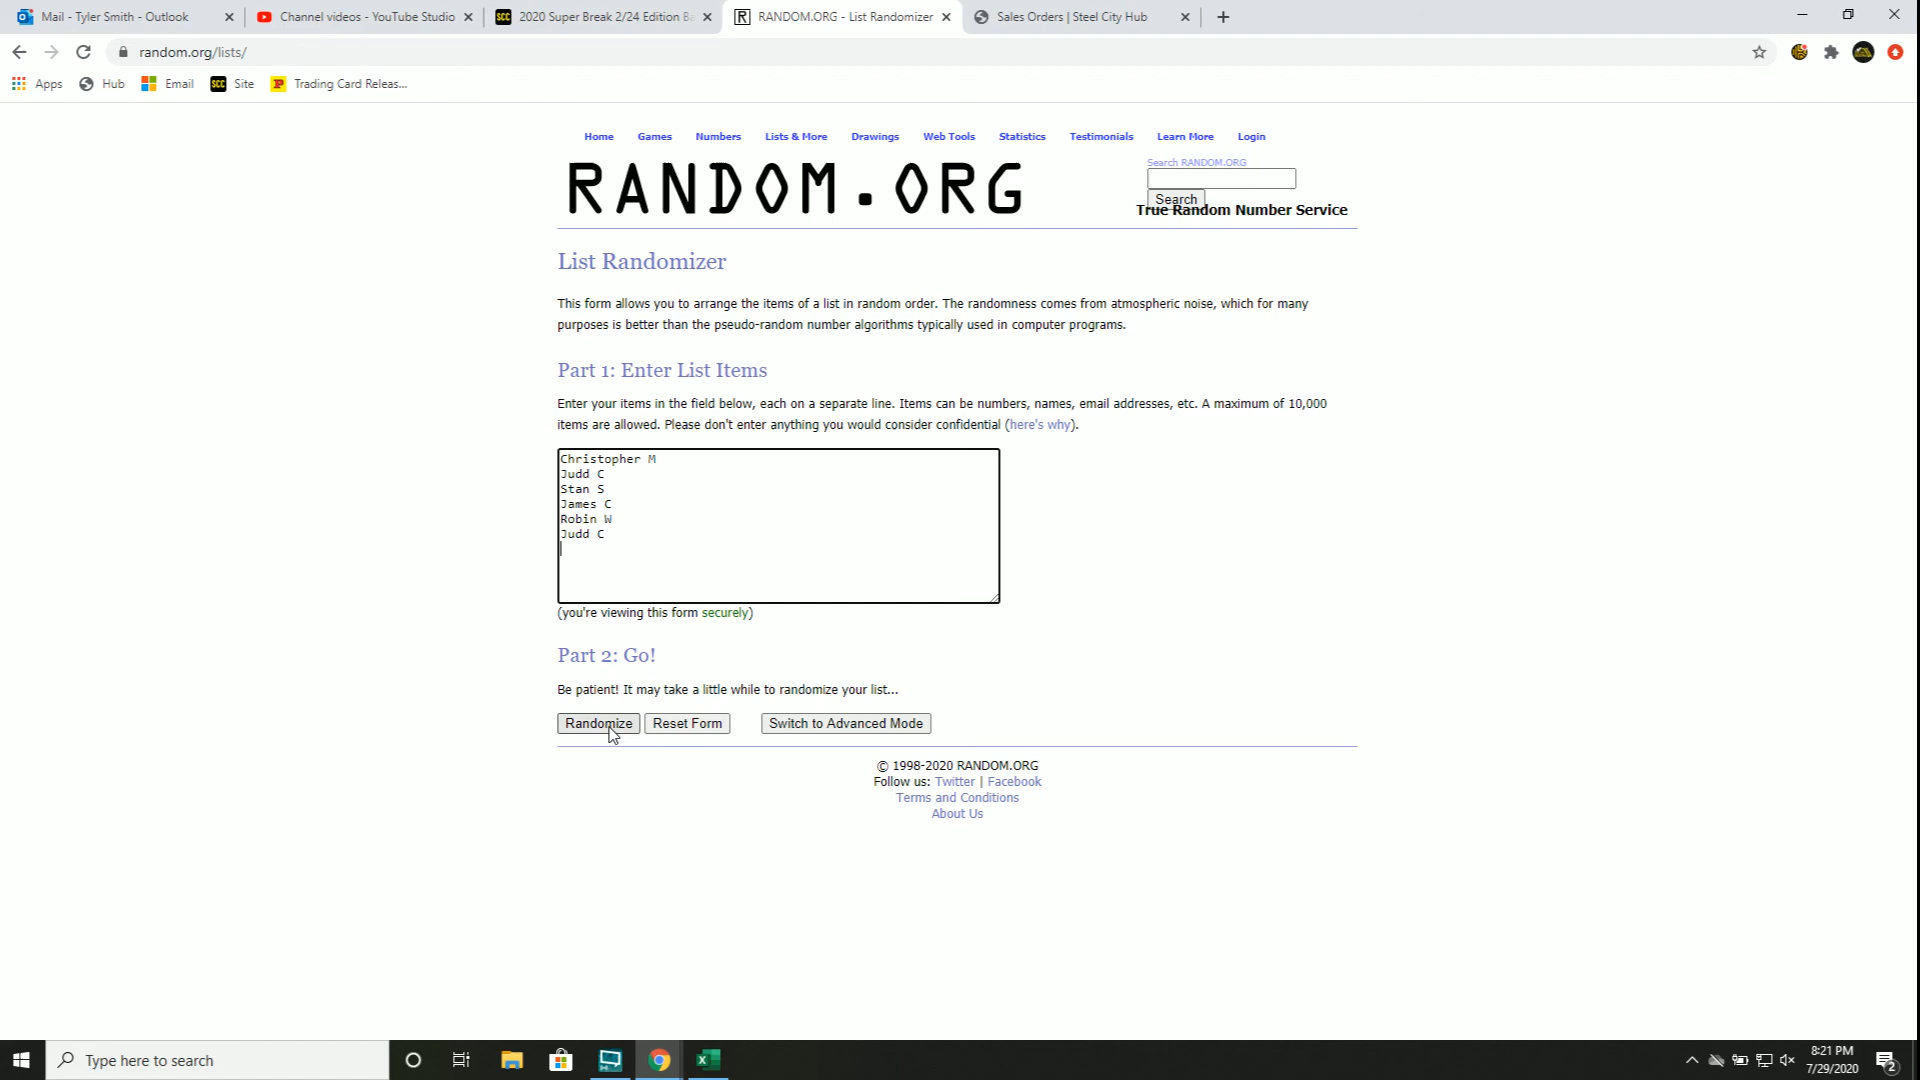 Mail - Tyler Smith - Outlook
Channel videos - YouTube Studio
SCC 2020 Super Break 2/24 Edition Ba
R RANDOM.ORG - List Randomizer
Sales Orders | Steel City Hub
random.org/lists/
Apps Hub Email SCC Site Trading Card Releas...
Home Games Numbers Lists & More Drawings Web Tools Statistics Testimonials Learn More Login
RANDOM.ORG
Search RANDOM.ORG
Search
True Random Number Service
List Randomizer
This form allows you to arrange the items of a list in random order. The randomness comes from atmospheric noise, which for many
purposes is better than the pseudo-random number algorithms typically used in computer programs.
Part 1: Enter List Items
Enter your items in the field below, each on a separate line. Items can be numbers, names, email addresses, etc. A maximum of 10,000
items are allowed. Please don't enter anything you would consider confidential (here's why).
Christopher M
Judd C
Stan S
James C
Robin W
Judd C
(you're viewing this form securely)
Part 2: Go!
Be patient! It may take a little while to randomize your list...
Randomize Reset Form Switch to Advanced Mode
© 1998-2020 RANDOM.ORG
Follow us: Twitter | Facebook
Terms and Conditions
About Us
Type here to search
8:21 PM
7/29/2020
2